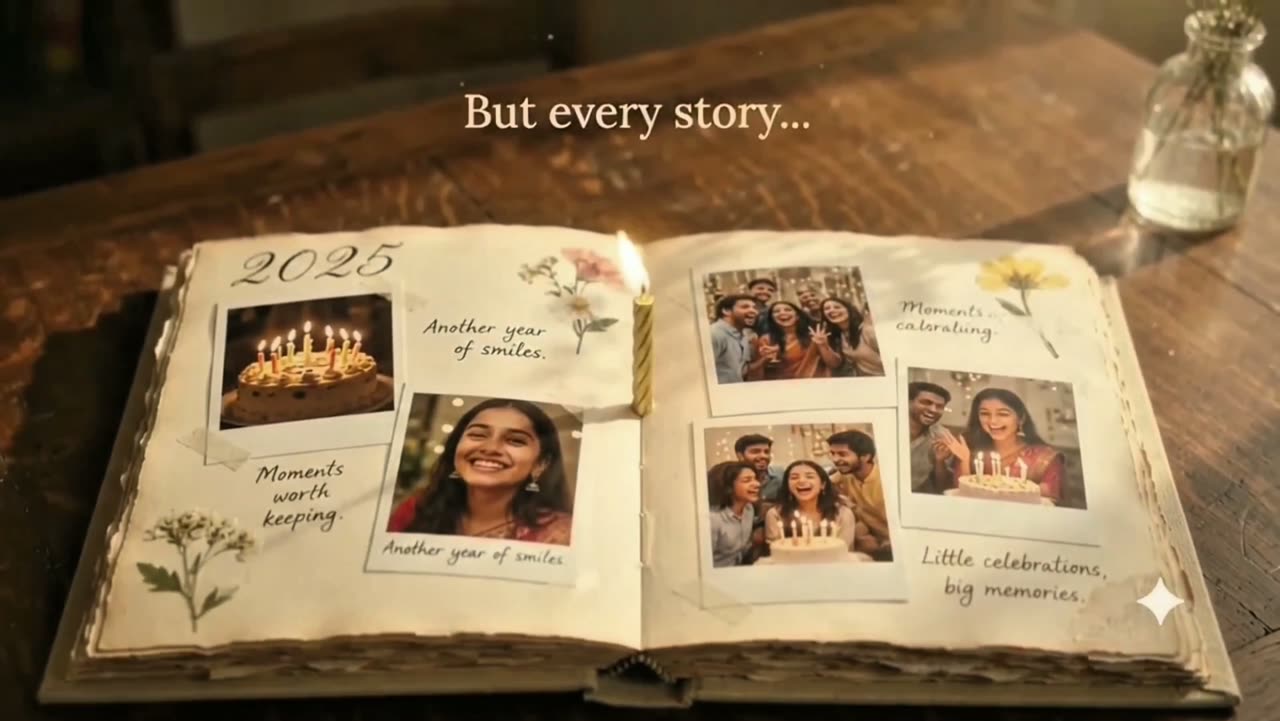 But every story...
2025
Another year
of smiles.
Moments
worth
keeping.
Another year of smiles
Moments...
Little celebrations,
big memories.